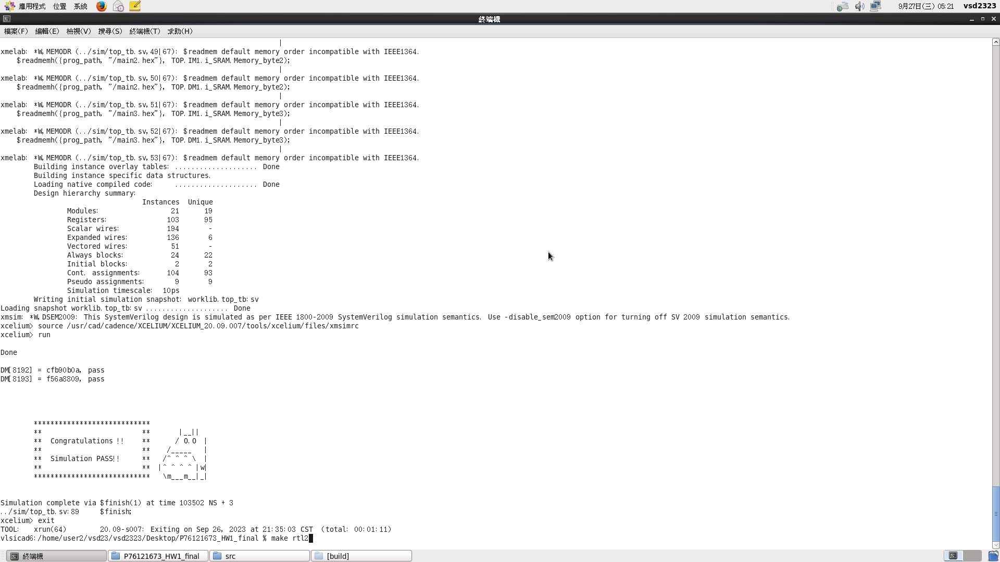 應用程式 位置 系統 9月27日(三) 05:21 vsd2323
終端機
檔案(F) 編輯(E) 檢視(V) 搜尋(S) 終端機(T) 求助(H)
|
xmelab: *W,MEMODR (../sim/top_tb.sv,49|67): $readmem default memory order incompatible with IEEE1364.
    $readmemh({prog_path, "/main2.hex"}, TOP.IM1.i_SRAM.Memory_byte2);
|
xmelab: *W,MEMODR (../sim/top_tb.sv,50|67): $readmem default memory order incompatible with IEEE1364.
    $readmemh({prog_path, "/main2.hex"}, TOP.DM1.i_SRAM.Memory_byte2);
|
xmelab: *W,MEMODR (../sim/top_tb.sv,51|67): $readmem default memory order incompatible with IEEE1364.
    $readmemh({prog_path, "/main3.hex"}, TOP.IM1.i_SRAM.Memory_byte3);
|
xmelab: *W,MEMODR (../sim/top_tb.sv,52|67): $readmem default memory order incompatible with IEEE1364.
    $readmemh({prog_path, "/main3.hex"}, TOP.DM1.i_SRAM.Memory_byte3);
|
xmelab: *W,MEMODR (../sim/top_tb.sv,53|67): $readmem default memory order incompatible with IEEE1364.
        Building instance overlay tables: .................... Done
        Building instance specific data structures.
        Loading native compiled code:     .................... Done
        Design hierarchy summary:
                                  Instances  Unique
                Modules:                 21      19
                Registers:              103      95
                Scalar wires:           194       -
                Expanded wires:         136       6
                Vectored wires:          51       -
                Always blocks:           24      22
                Initial blocks:           2       2
                Cont. assignments:      104      93
                Pseudo assignments:       9       9
                Simulation timescale:  10ps
        Writing initial simulation snapshot: worklib.top_tb:sv
Loading snapshot worklib.top_tb:sv .................... Done
xmsim: *W,DSEM2009: This SystemVerilog design is simulated as per IEEE 1800-2009 SystemVerilog simulation semantics. Use -disable_sem2009 option for turning off SV 2009 simulation semantics.
xcelium> source /usr/cad/cadence/XCELIUM/XCELIUM_20.09.007/tools/xcelium/files/xmsimrc
xcelium> run
Done
DM[8192] = cfb90b0a, pass
DM[8193] = f56a8809, pass
        ****************************
        **                        **       |__||
        **  Congratulations !!    **      / O.O  |
        **                        **    /_____   |
        **  Simulation PASS!!     **   /^ ^ ^ \  |
        **                        **  |^ ^ ^ ^ |w|
        ****************************   \m___m__|_|
Simulation complete via $finish(1) at time 103502 NS + 3
../sim/top_tb.sv:89     $finish;
xcelium> exit
TOOL:   xrun(64)        20.09-s007: Exiting on Sep 26, 2023 at 21:35:03 CST  (total: 00:01:11)
vlsicad6:/home/user2/vsd23/vsd2323/Desktop/P76121673_HW1_final % make rtl2
終端機 P76121673_HW1_final src [build]